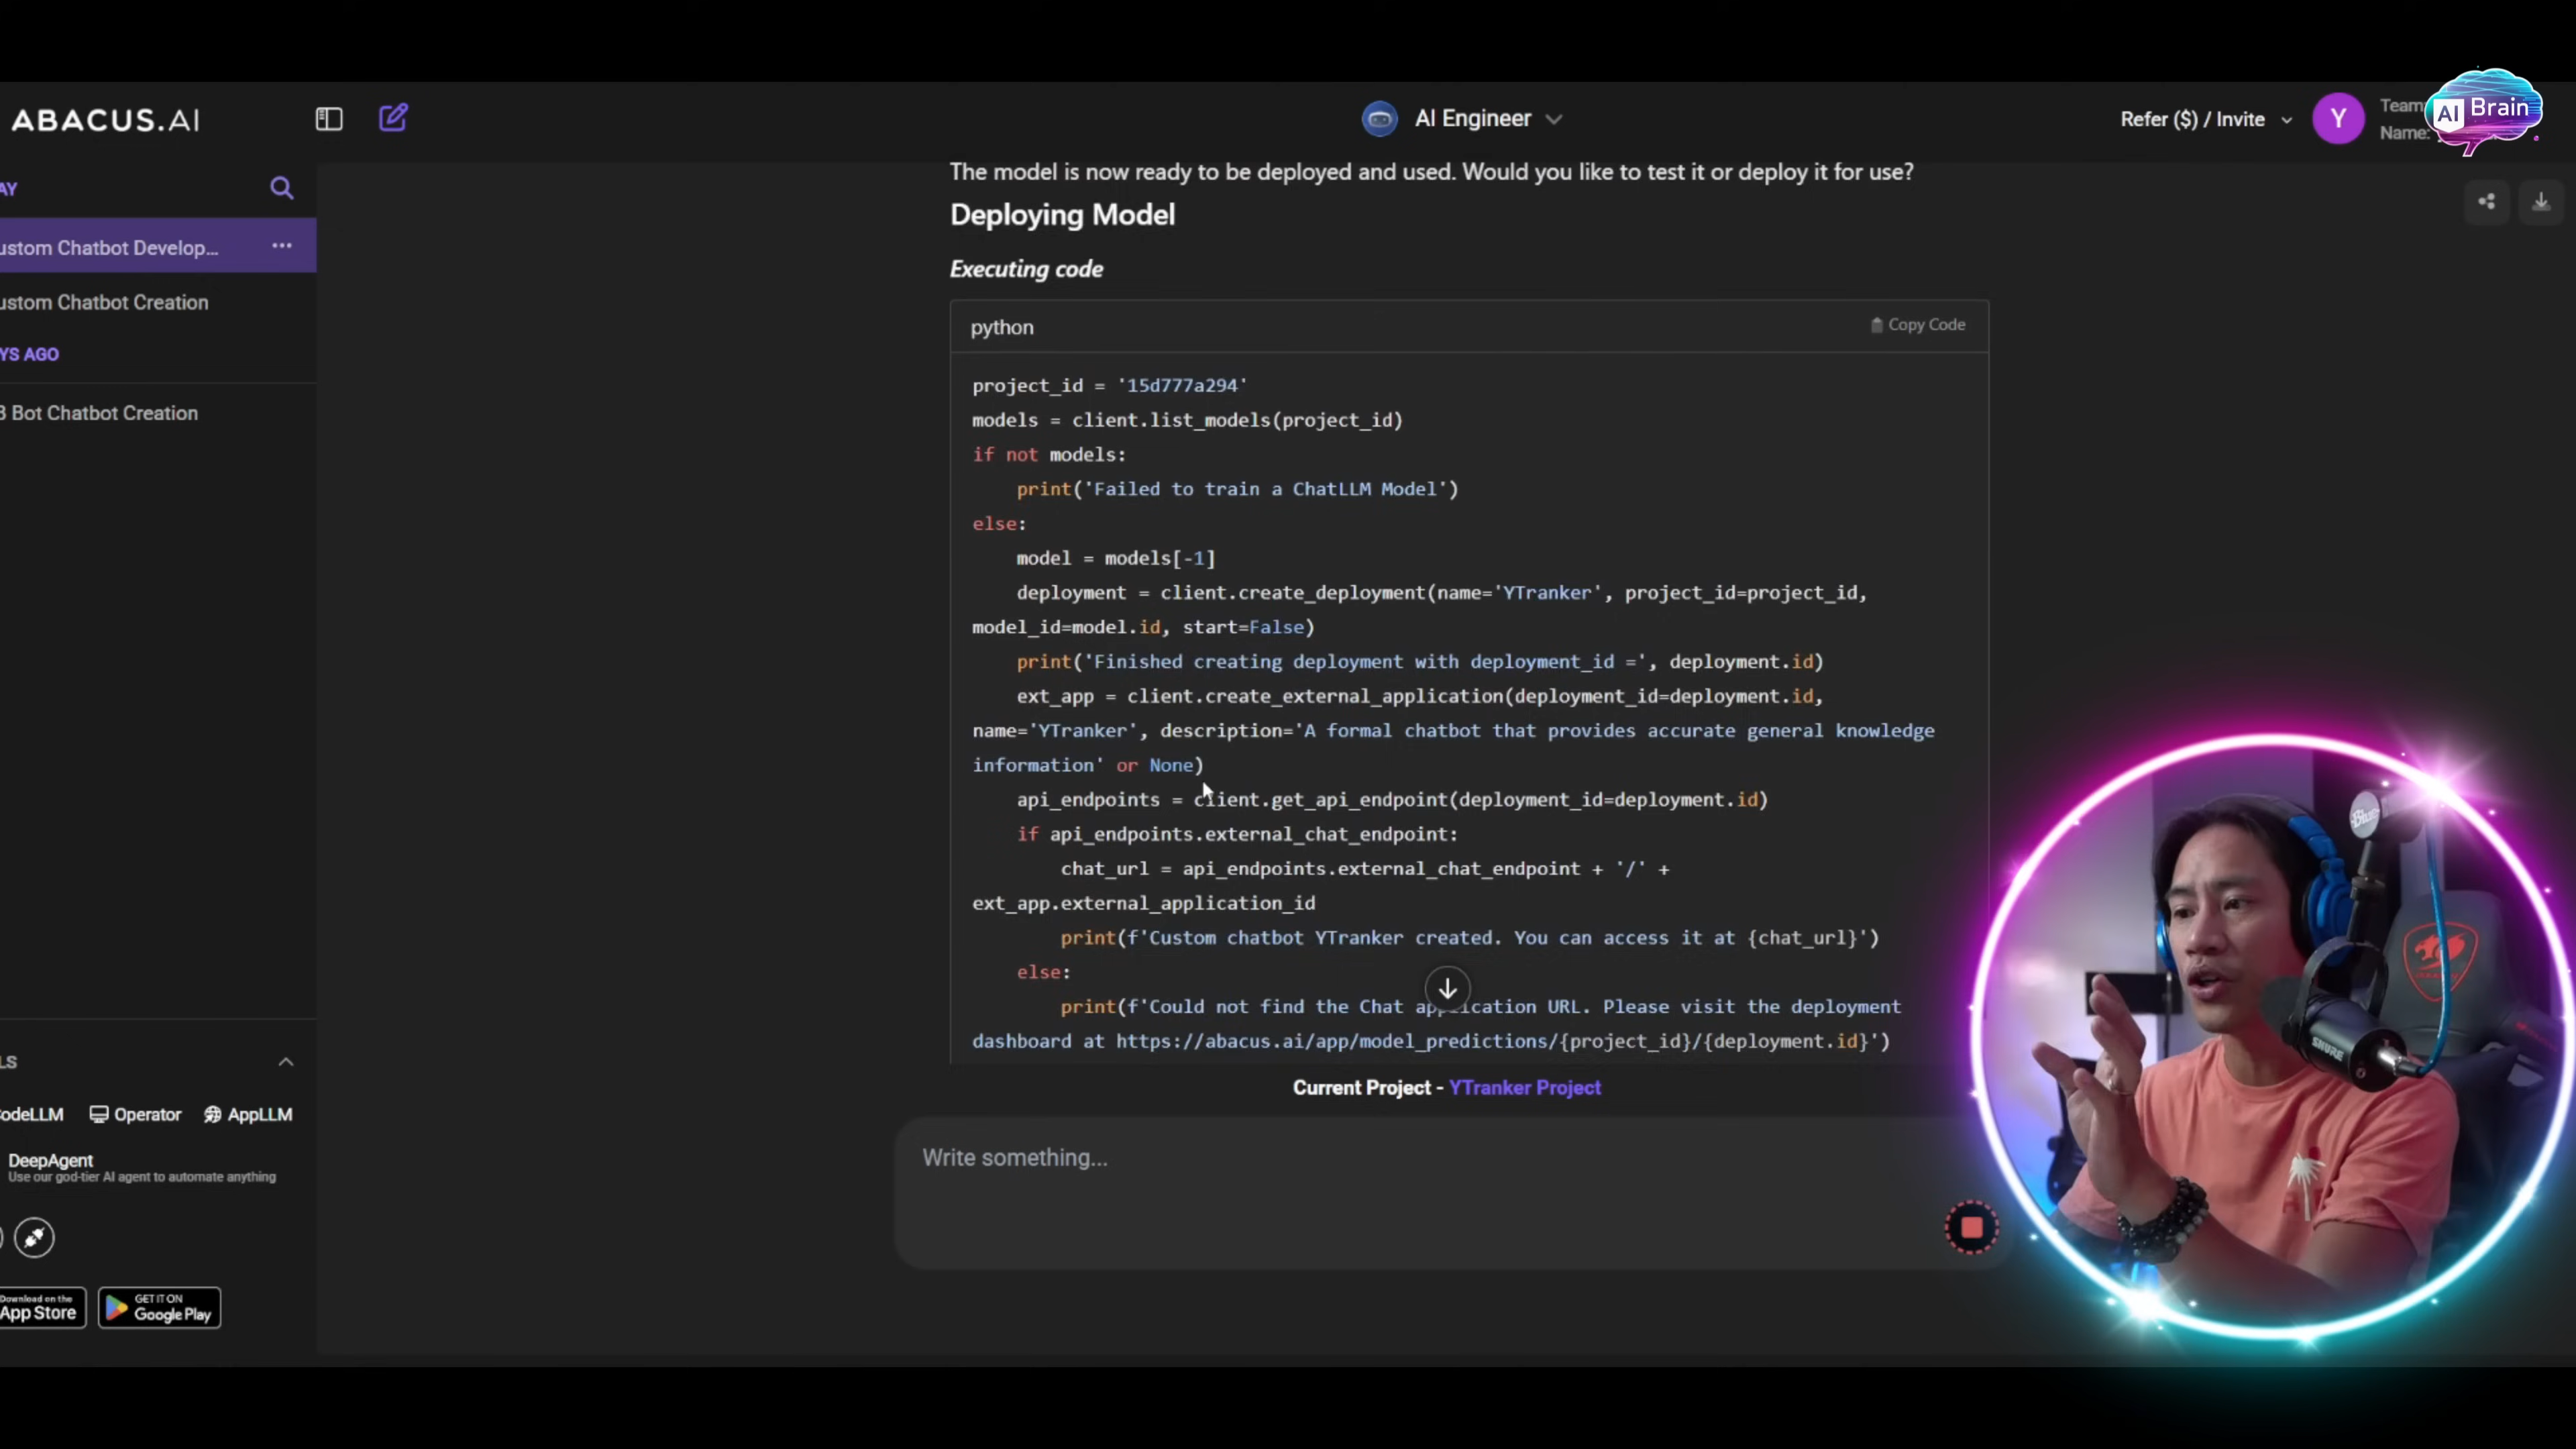 ABACUS.AI
AI Engineer
Refer ($) / Invite
Y
Team
Name:
AI Brain
AY
ustom Chatbot Develop...
ustom Chatbot Creation
YS AGO
B Bot Chatbot Creation
The model is now ready to be deployed and used. Would you like to test it or deploy it for use?
Deploying Model
Executing code
python
Copy Code
project_id = '15d777a294'
models = client.list_models(project_id)
if not models:
print('Failed to train a ChatLLM Model')
else:
model = models[-1]
deployment = client.create_deployment(name='YTranker', project_id=project_id,
model_id=model.id, start=False)
print('Finished creating deployment with deployment_id =', deployment.id)
ext_app = client.create_external_application(deployment_id=deployment.id,
name='YTranker', description='A formal chatbot that provides accurate general knowledge
information' or None)
api_endpoints = client.get_api_endpoint(deployment_id=deployment.id)
if api_endpoints.external_chat_endpoint:
chat_url = api_endpoints.external_chat_endpoint + '/' +
ext_app.external_application_id
print(f'Custom chatbot YTranker created. You can access it at {chat_url}')
else:
print(f'Could not find the Chat application URL. Please visit the deployment
dashboard at https://abacus.ai/app/model_predictions/{project_id}/{deployment.id}')
Current Project - YTranker Project
Write something...
LS
CodeLLM
Operator
AppLLM
DeepAgent
Use our god-tier AI agent to automate anything
Download on the
App Store
GET IT ON
Google Play
Blue
SHURE